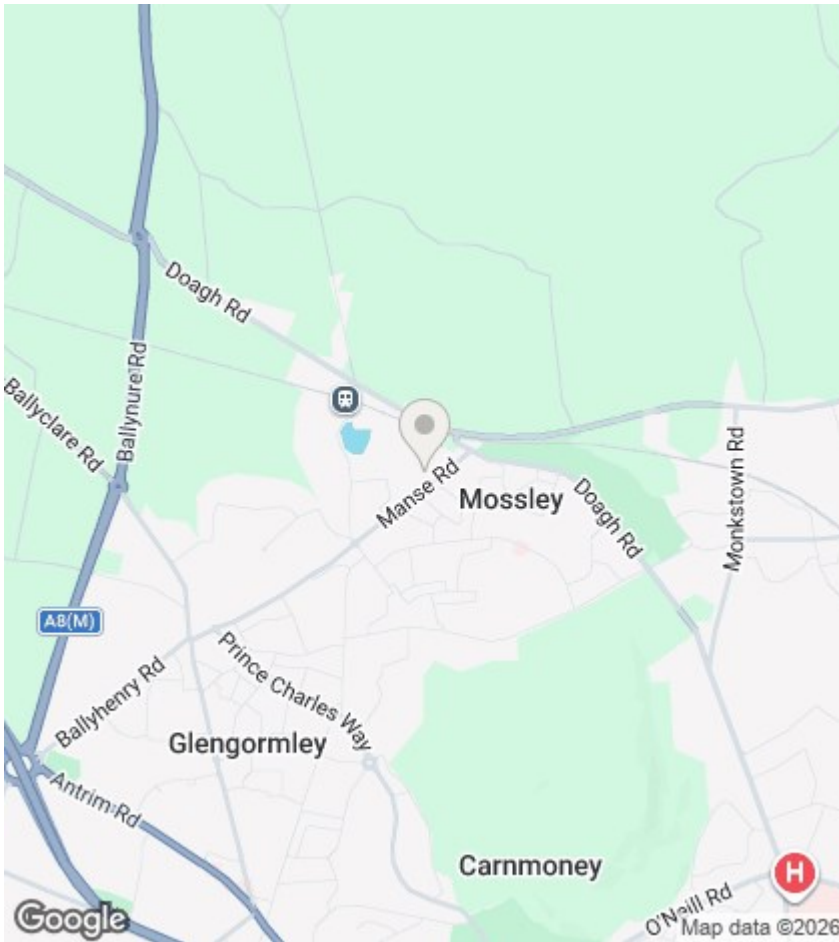 Doagh Rd
Ballynure Rd
Ballyclare Rd
Manse Rd
Mossley
Doagh Rd
Monkstown Rd
A8(M)
Prince Charles Way
Ballyhenry Rd
Glengormley
Antrim Rd
Carnmoney
H
O'Neill Rd
Google
Map data ©2026